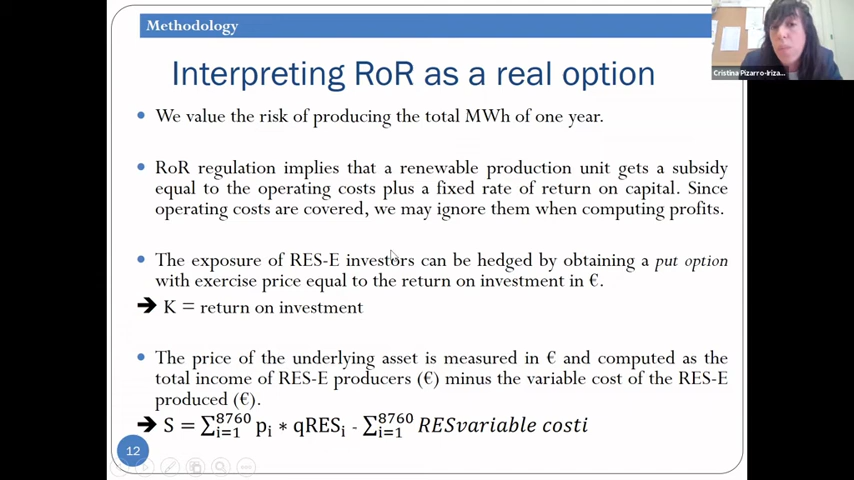 Methodology
Cristina Pizarro-Iriza...
Interpreting RoR as a real option
• We value the risk of producing the total MWh of one year.
• RoR regulation implies that a renewable production unit gets a subsidy
equal to the operating costs plus a fixed rate of return on capital. Since
operating costs are covered, we may ignore them when computing profits.
• The exposure of RES-E investors can be hedged by obtaining a put option
with exercise price equal to the return on investment in €.
➔ K = return on investment
• The price of the underlying asset is measured in € and computed as the
total income of RES-E producers (€) minus the variable cost of the RES-E
produced (€).
➔ S = ∑_{i=1}^{8760} p_i * qRES_i - ∑_{i=1}^{8760} RESvariable costi
12